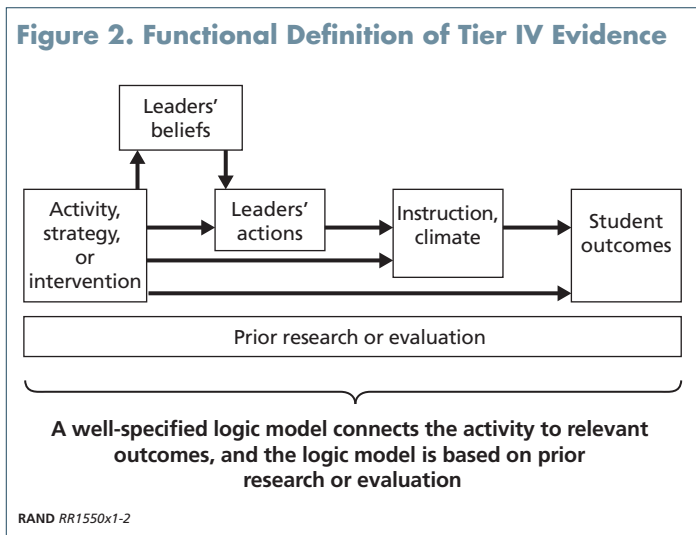 Figure 2. Functional Definition of Tier IV Evidence
Leaders’
beliefs
Activity,
strategy,
or
intervention
Leaders’
actions
Instruction,
climate
Student
outcomes
Prior research or evaluation
A well-specified logic model connects the activity to relevant
outcomes, and the logic model is based on prior
research or evaluation
RAND RR1550x1-2